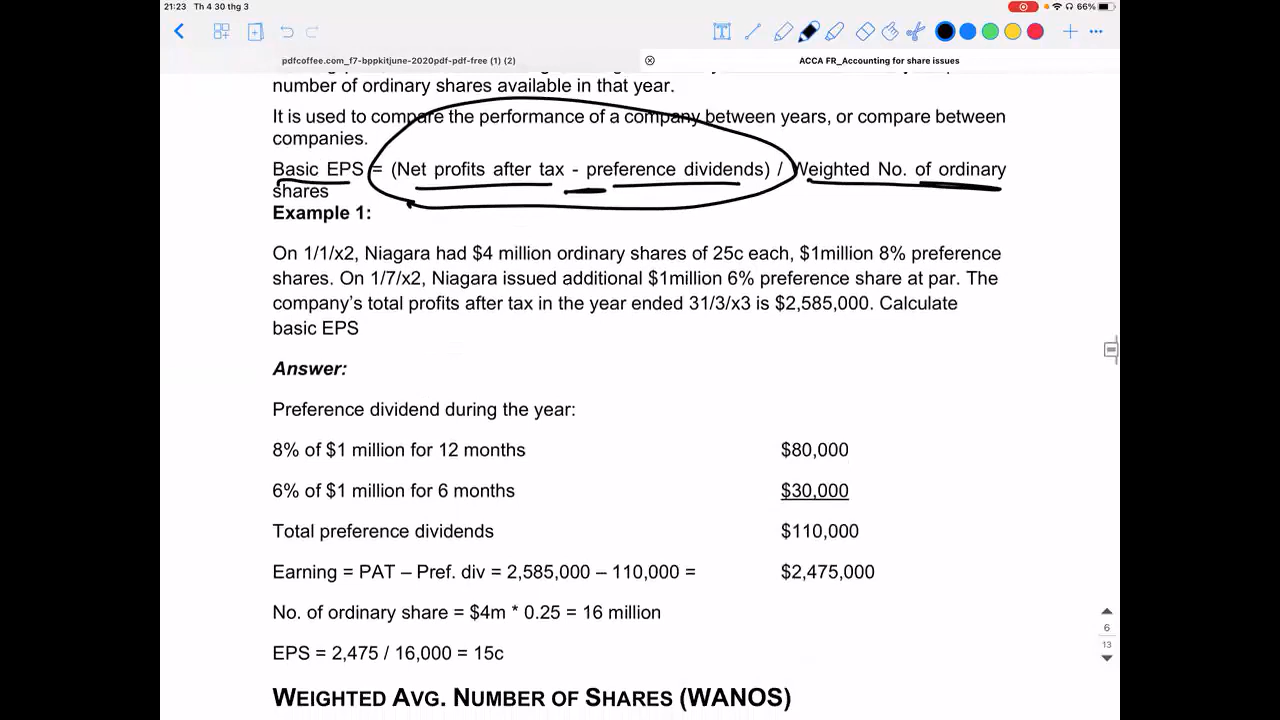 21:23 Th 4 30 thg 3 66%
pdfcoffee.com_f7-bppkitjune-2020pdf-pdf-free (1) (2) ACCA FR_Accounting for share issues
number of ordinary shares available in that year.
It is used to compare the performance of a company between years, or compare between
companies.
Basic EPS = (Net profits after tax - preference dividends) / Weighted No. of ordinary
shares
Example 1:
On 1/1/x2, Niagara had $4 million ordinary shares of 25c each, $1million 8% preference
shares. On 1/7/x2, Niagara issued additional $1million 6% preference share at par. The
company's total profits after tax in the year ended 31/3/x3 is $2,585,000. Calculate
basic EPS
Answer:
Preference dividend during the year:
8% of $1 million for 12 months $80,000
6% of $1 million for 6 months $30,000
Total preference dividends $110,000
Earning = PAT – Pref. div = 2,585,000 – 110,000 = $2,475,000
No. of ordinary share = $4m * 0.25 = 16 million
6
13
EPS = 2,475 / 16,000 = 15c
WEIGHTED AVG. NUMBER OF SHARES (WANOS)